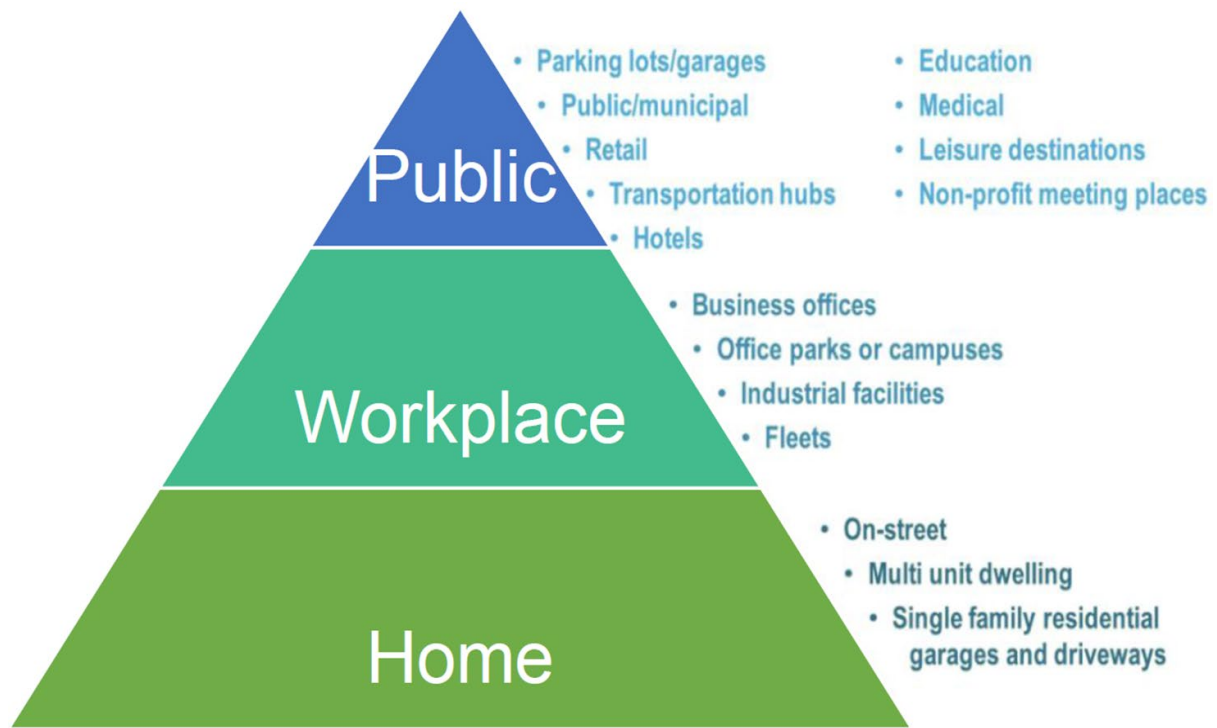 Public
• Parking lots/garages
• Public/municipal
• Retail
• Transportation hubs
• Hotels
• Education
• Medical
• Leisure destinations
• Non-profit meeting places
Workplace
• Business offices
• Office parks or campuses
• Industrial facilities
• Fleets
Home
• On-street
• Multi unit dwelling
• Single family residential
garages and driveways